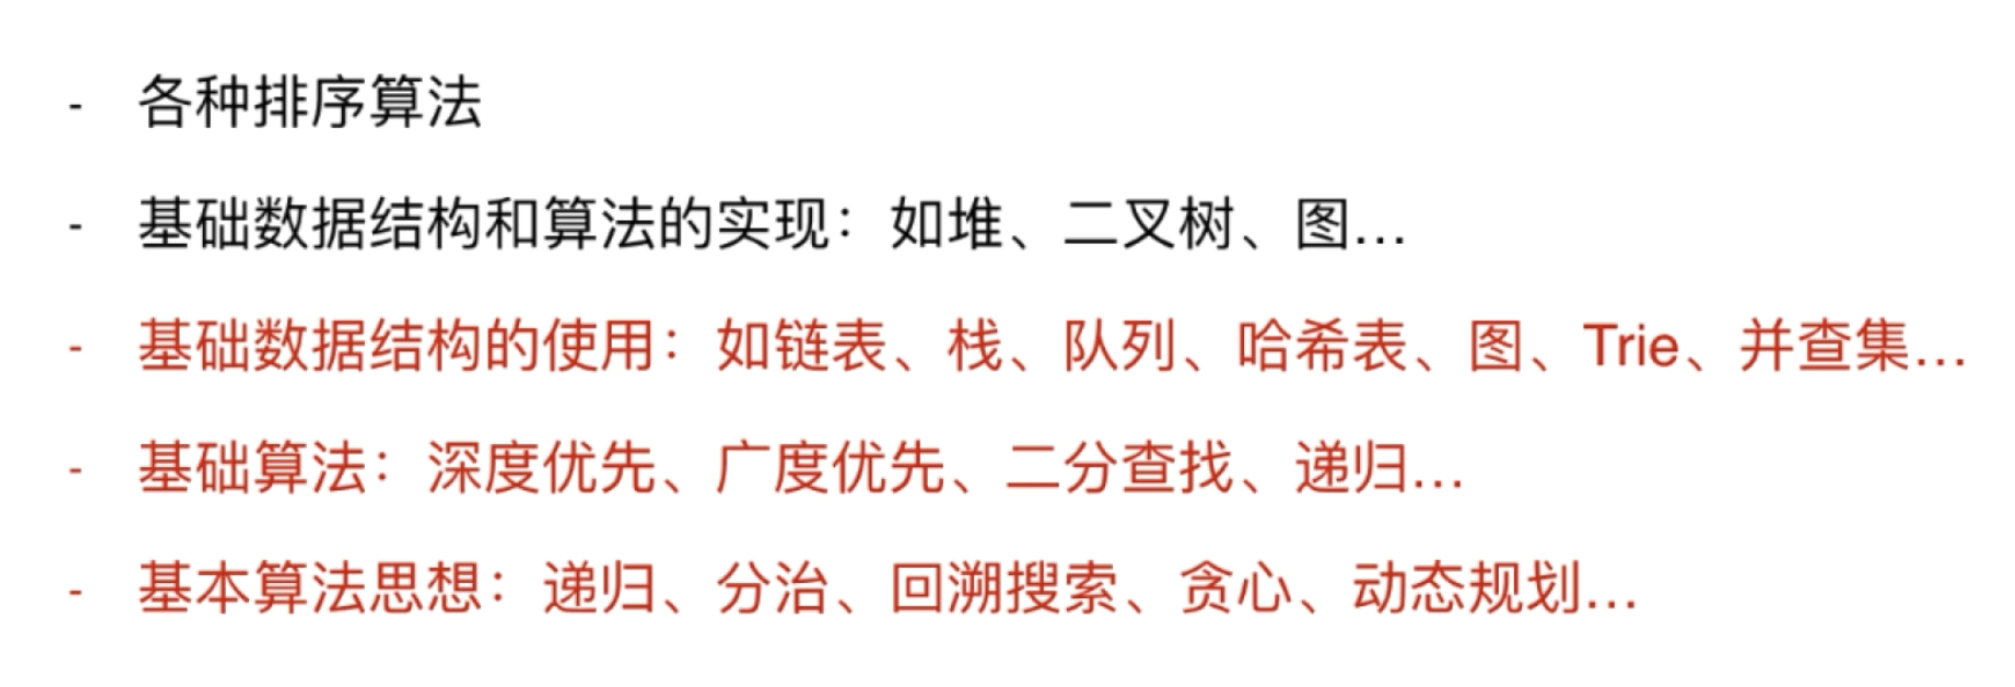 - 各种排序算法
- 基础数据结构和算法的实现：如堆、二叉树、图…
- 基础数据结构的使用：如链表、栈、队列、哈希表、图、Trie、并查集…
- 基础算法：深度优先、广度优先、二分查找、递归…
- 基本算法思想：递归、分治、回溯搜索、贪心、动态规划…